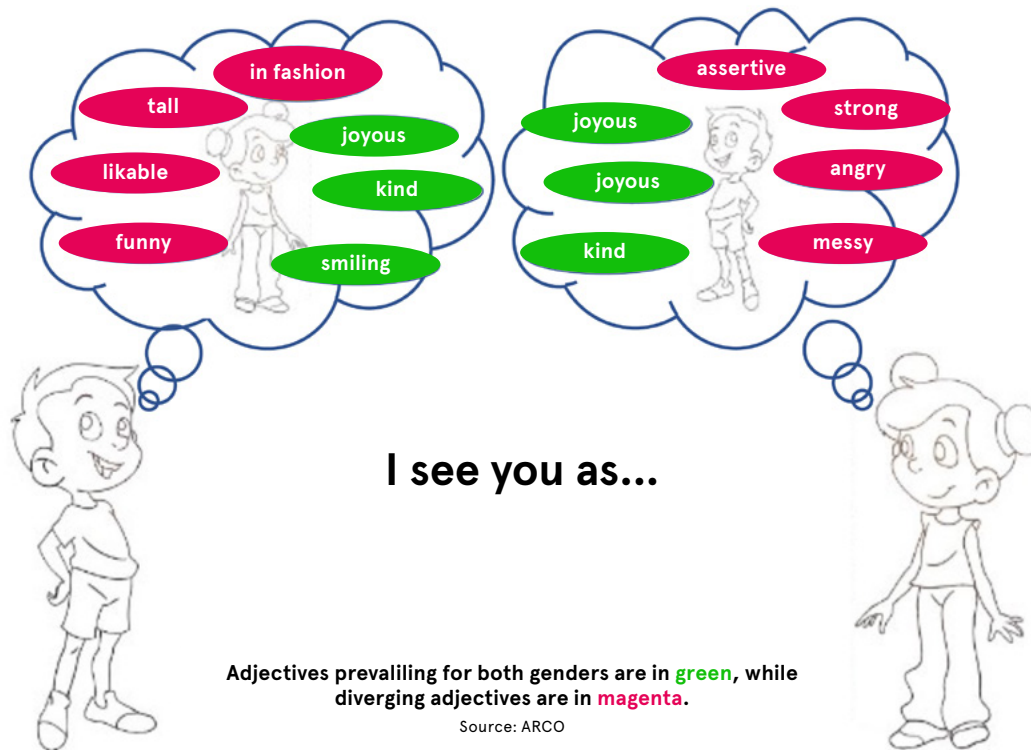 in fashion
tall
joyous
likable
kind
funny
smiling
assertive
strong
joyous
joyous
angry
kind
messy
I see you as...
Adjectives prevaliling for both genders are in green, while
diverging adjectives are in magenta.
Source: ARCO